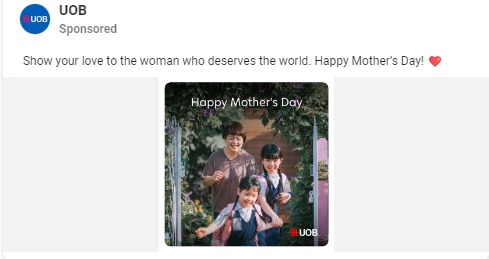 UOB
UOB
Sponsored
Show your love to the woman who deserves the world. Happy Mother's Day!
Happy Mother's Day
UOB